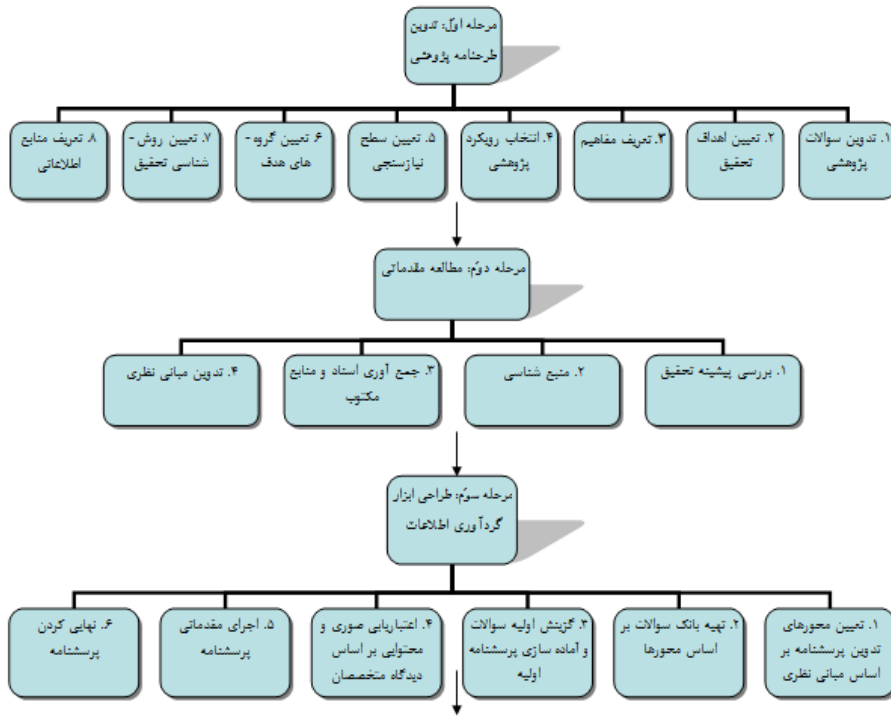 مرحله اوّل: تدوین
طرحنامه پژوهشی
۱. تدوین سوالات
پژوهشی
۲. تعیین اهداف
تحقیق
۳. تعریف مفاهیم
۴. انتخاب رویکرد
پژوهشی
۵. تعیین سطح
نیازسنجی
۶. تعیین گروه -
های هدف
۷. تعیین روش -
شناسی تحقیق
۸. تعریف منابع
اطلاعاتی
مرحله دوّم: مطالعه مقدماتی
۱. بررسی پیشینه تحقیق
۲. منبع شناسی
۳. جمع آوری اسناد و منابع
مکتوب
۴. تدوین مبانی نظری
مرحله سوّم: طراحی ابزار
گردآوری اطلاعات
۱. تعیین محورهای
تدوین پرسشنامه بر
اساس مبانی نظری
۲. تهیه بانک سوالات بر
اساس محورها
۳. گزینش اولیه سوالات
و آماده سازی پرسشنامه
اولیه
۴. اعتباریابی صوری و
محتوایی بر اساس
دیدگاه متخصصان
۵. اجرای مقدماتی
پرسشنامه
۶. نهایی کردن
پرسشنامه